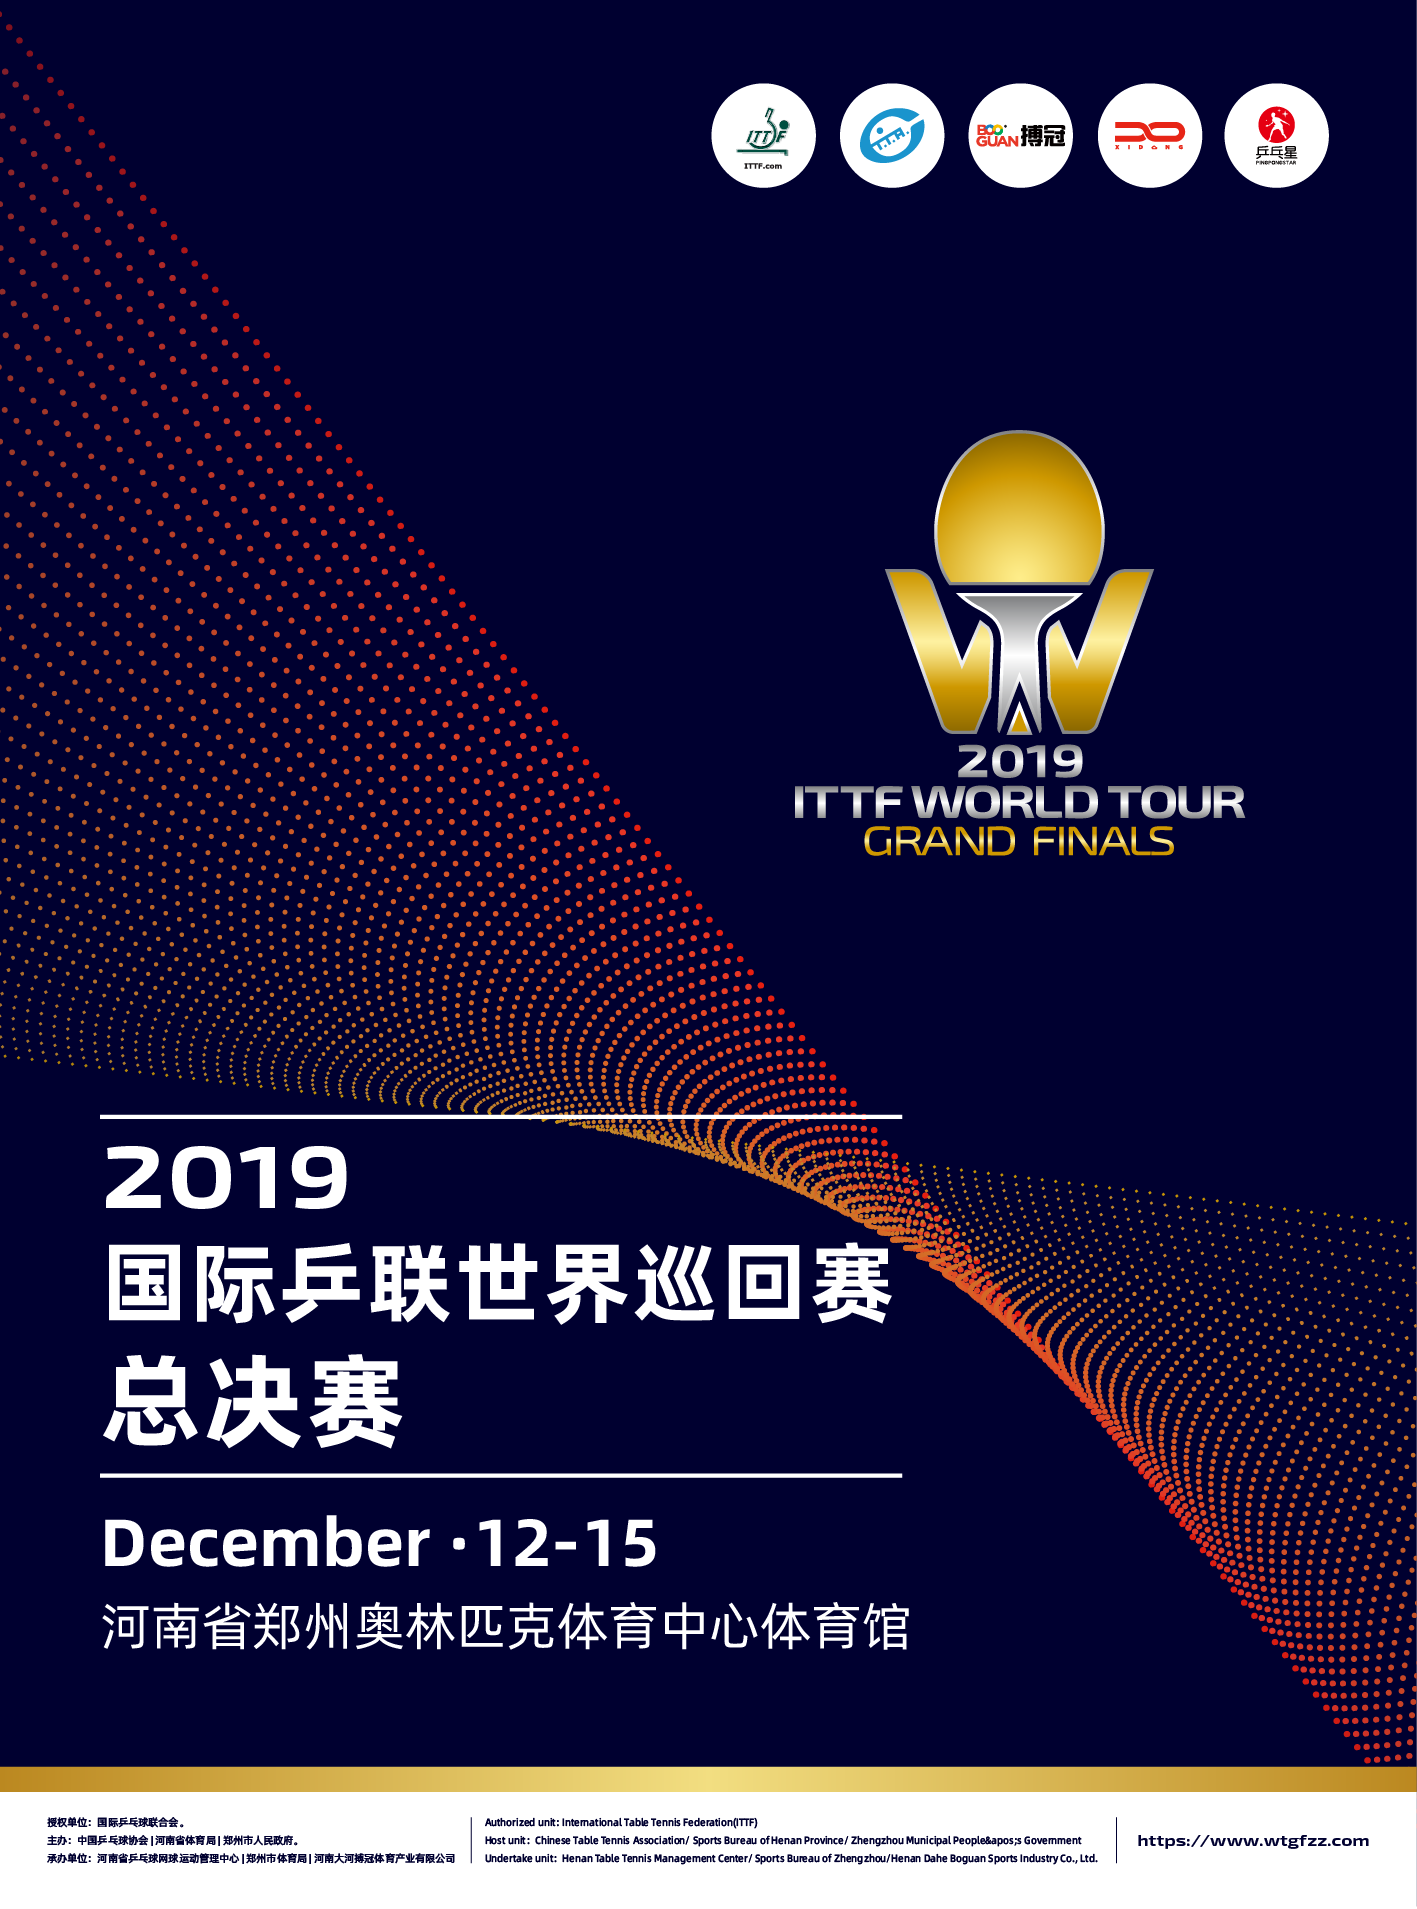 ITTF
ITTF.com
C.T.T.A.
BOO
GUAN 搏冠
XIDONG
乒乓星
PINGPONGSTAR
2019
ITTF WORLD TOUR
GRAND FINALS
2019
国际乒联世界巡回赛
总决赛
December ·12-15
河南省郑州奥林匹克体育中心体育馆
授权单位：国际乒乓球联合会。
主办：中国乒乓球协会|河南省体育局|郑州市人民政府。
承办单位：河南省乒乓球网球运动管理中心|郑州市体育局|河南大河搏冠体育产业有限公司
Authorized unit: International Table Tennis Federation(ITTF)
Host unit: Chinese Table Tennis Association/ Sports Bureau of Henan Province/ Zhengzhou Municipal People&apos;s Government
Undertake unit: Henan Table Tennis Management Center/ Sports Bureau of Zhengzhou/Henan Dahe Boguan Sports Industry Co., Ltd.
https://www.wtgfzz.com